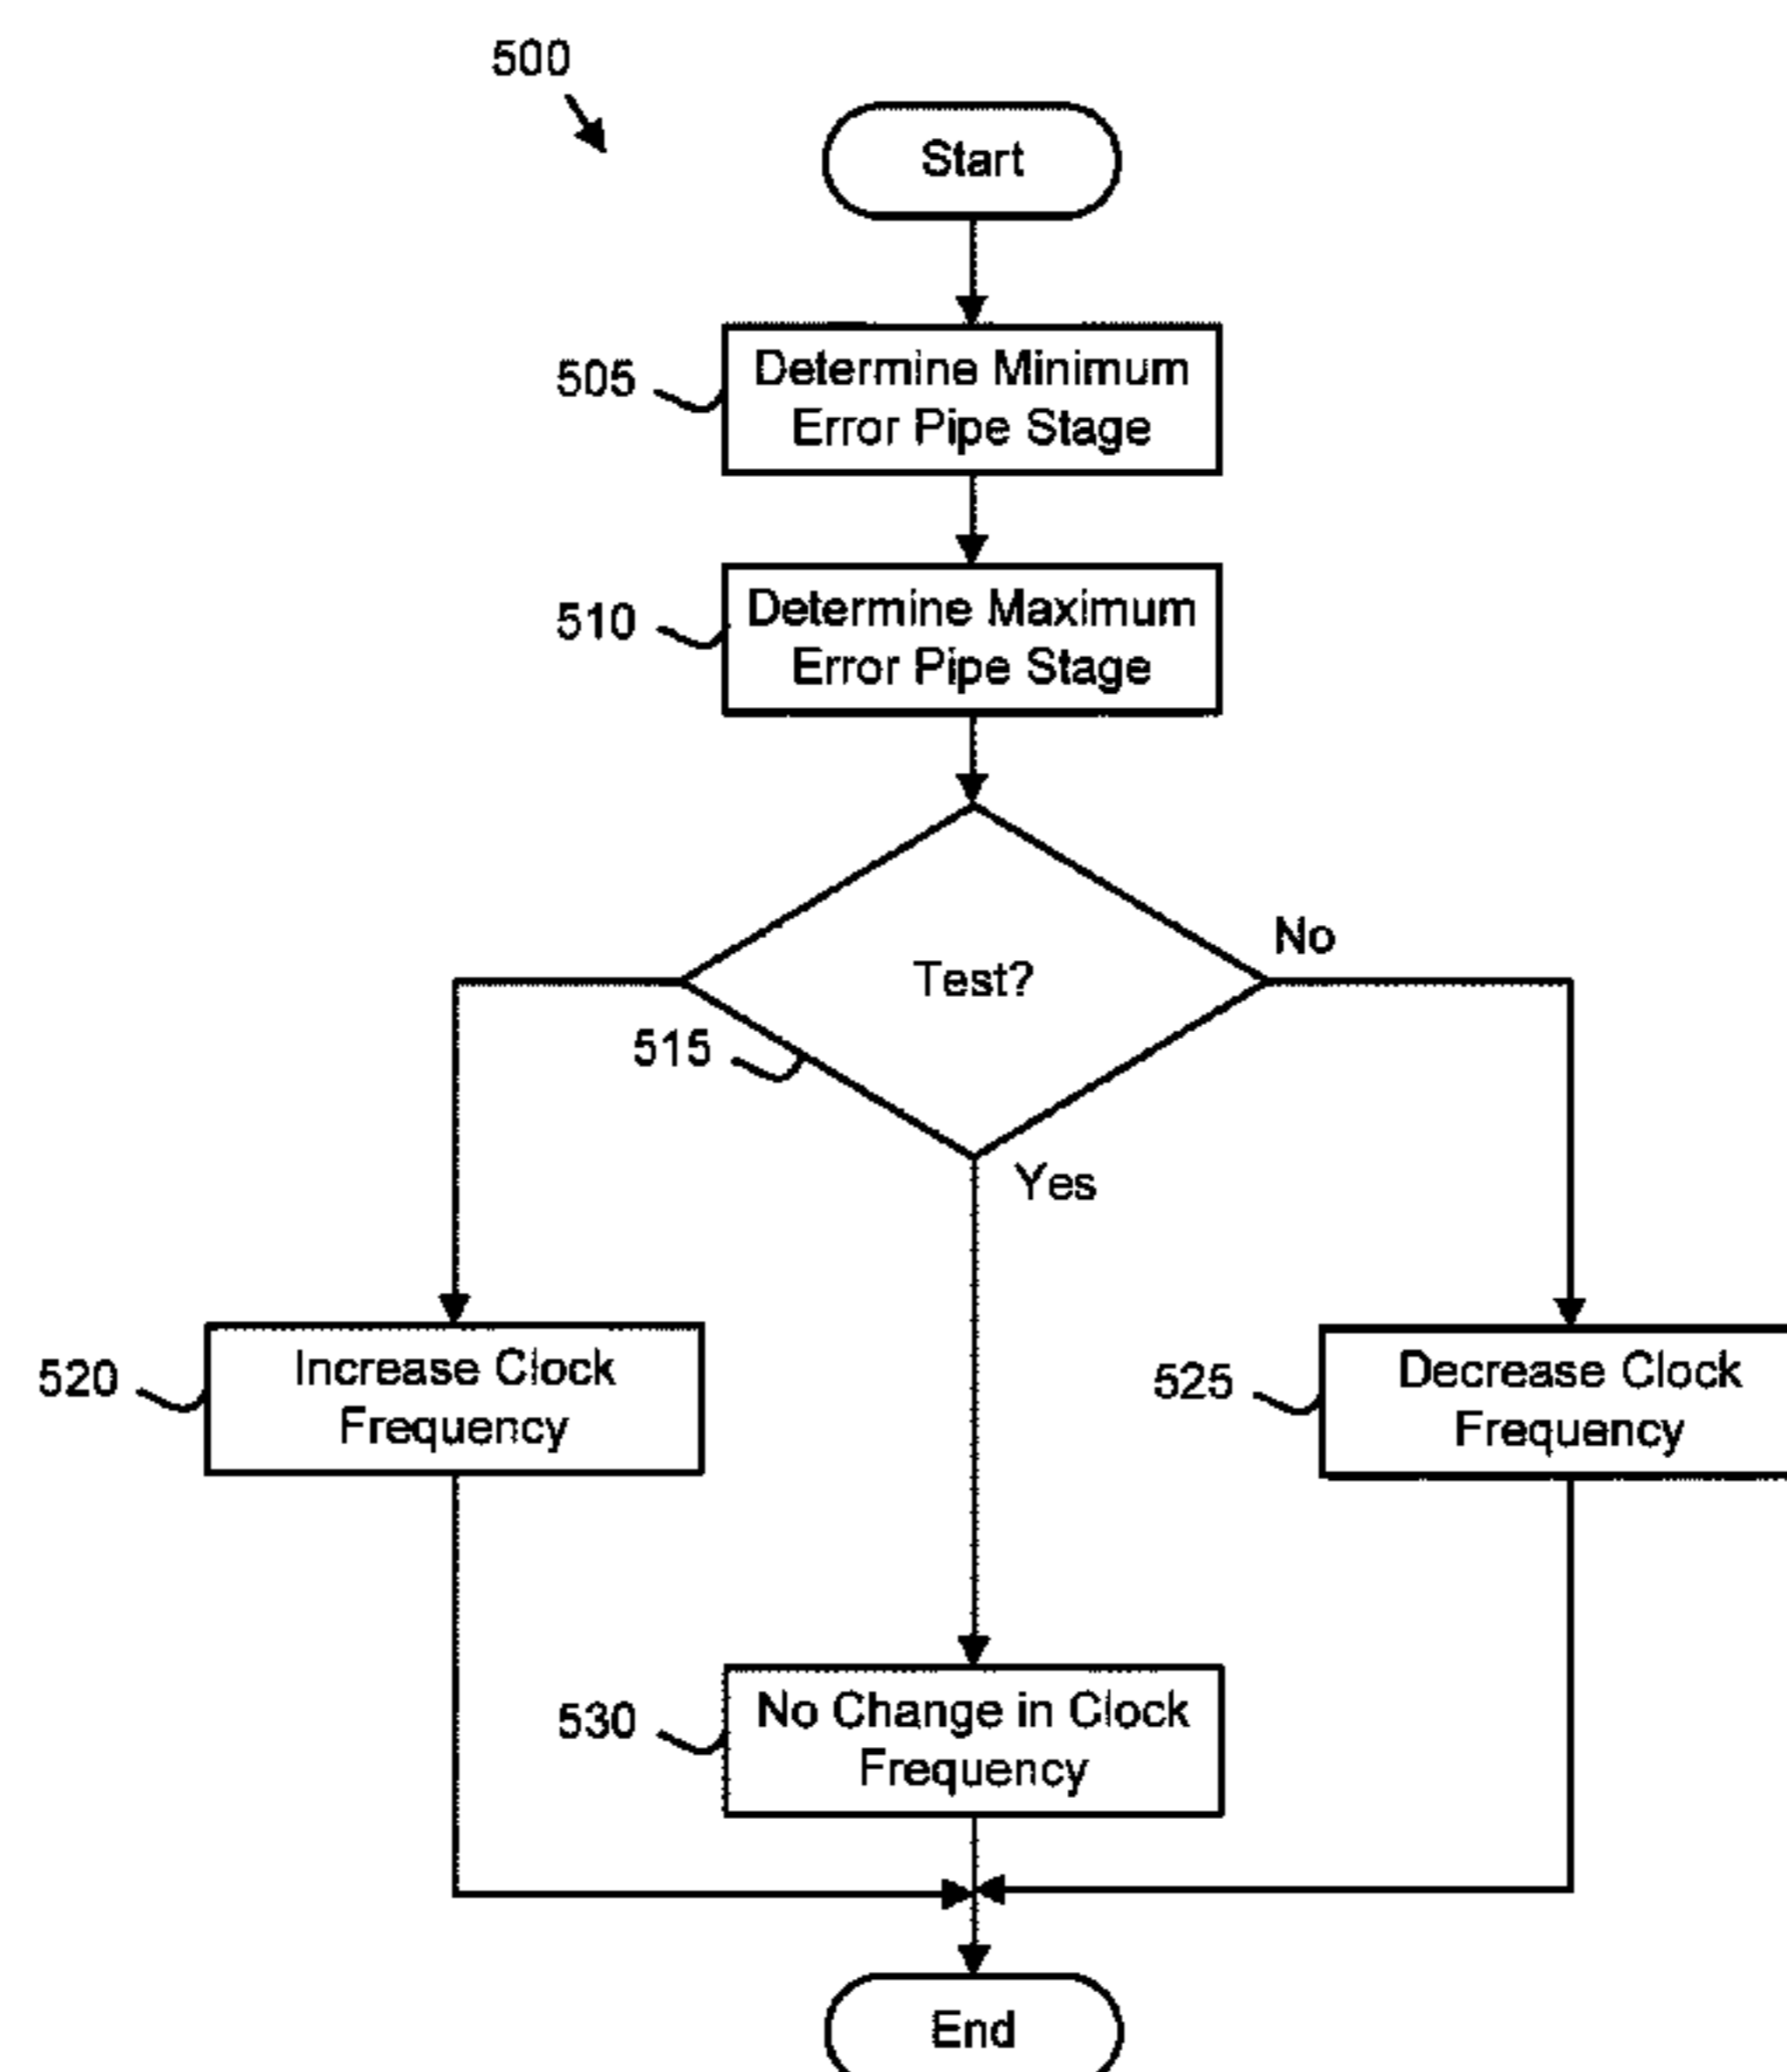 500
Start
505
Determine Minimum
Error Pipe Stage
510
Determine Maximum
Error Pipe Stage
No
Test?
515
Yes
520
Increase Clock
Frequency
525
Decrease Clock
Frequency
530
No Change in Clock
Frequency
End